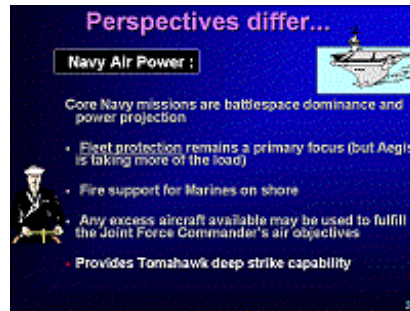 Perspectives differ...
Navy Air Power :
Core Navy missions are battlespace dominance and
power projection
• Fleet protection remains a primary focus (but Aegis
is taking more of the load)
• Fire support for Marines on shore
• Any excess aircraft available may be used to fulfill
the Joint Force Commander's air objectives
• Provides Tomahawk deep strike capability